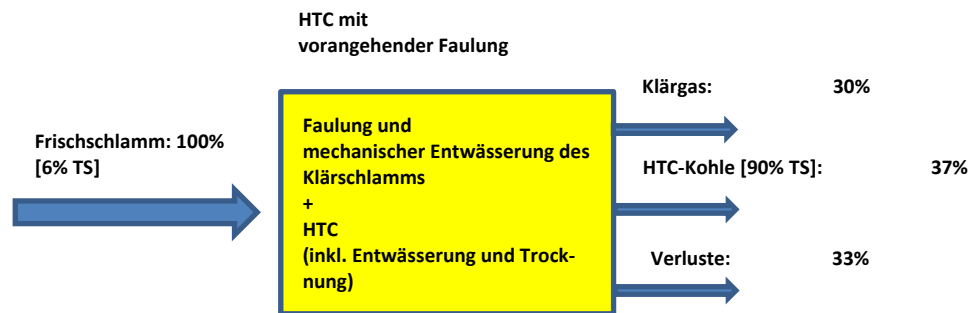 HTC mit
vorangehender Faulung
Klärgas: 30%
Frischschlamm: 100%
[6% TS]
Faulung und
mechanischer Entwässerung des
Klärschlamms
+
HTC
(inkl. Entwässerung und Trock-
nung)
HTC-Kohle [90% TS]: 37%
Verluste: 33%